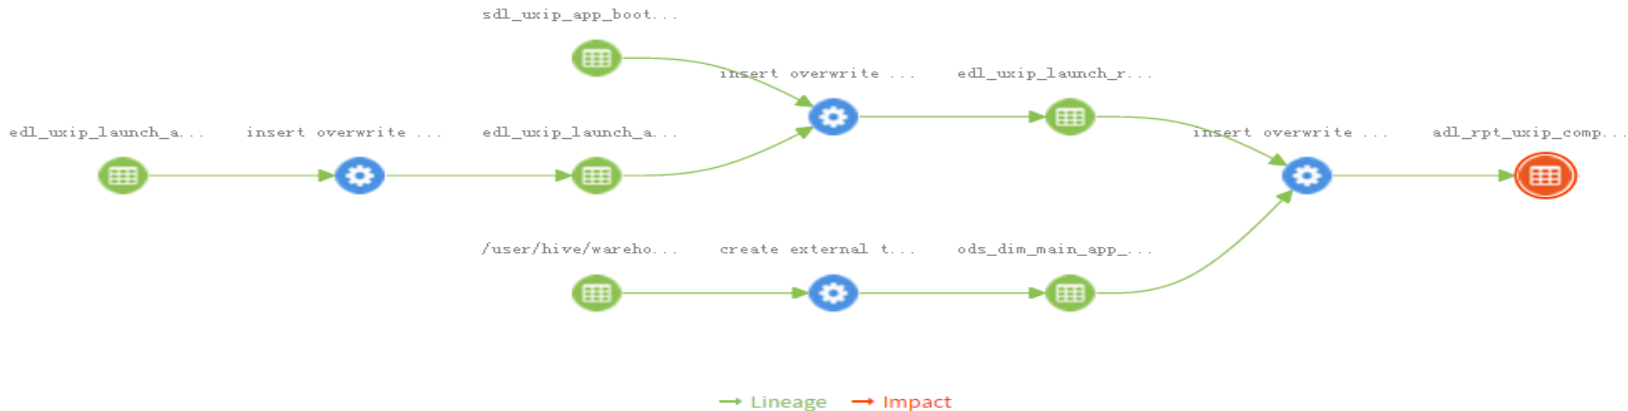 sdl_uxip_app_boot...
insert overwrite ...
edl_uxip_launch_r...
edl_uxip_launch_a...
insert overwrite ...
edl_uxip_launch_a...
insert overwrite ...
adl_rpt_uxip_comp...
/user/hive/wareho...
create external t...
ods_dim_main_app_...
Lineage
Impact